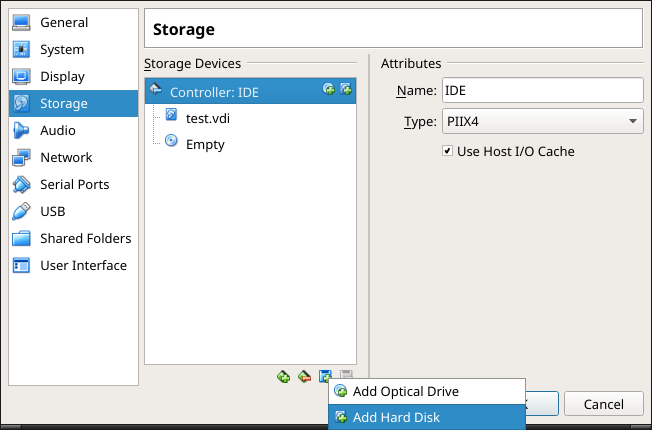 General
System
Display
Storage
Audio
Network
Serial Ports
USB
Shared Folders
User Interface
Storage
Storage Devices
Controller: IDE
test.vdi
Empty
Attributes
Name: IDE
Type: PIIX4
Use Host I/O Cache
Add Optical Drive
Add Hard Disk
Cancel